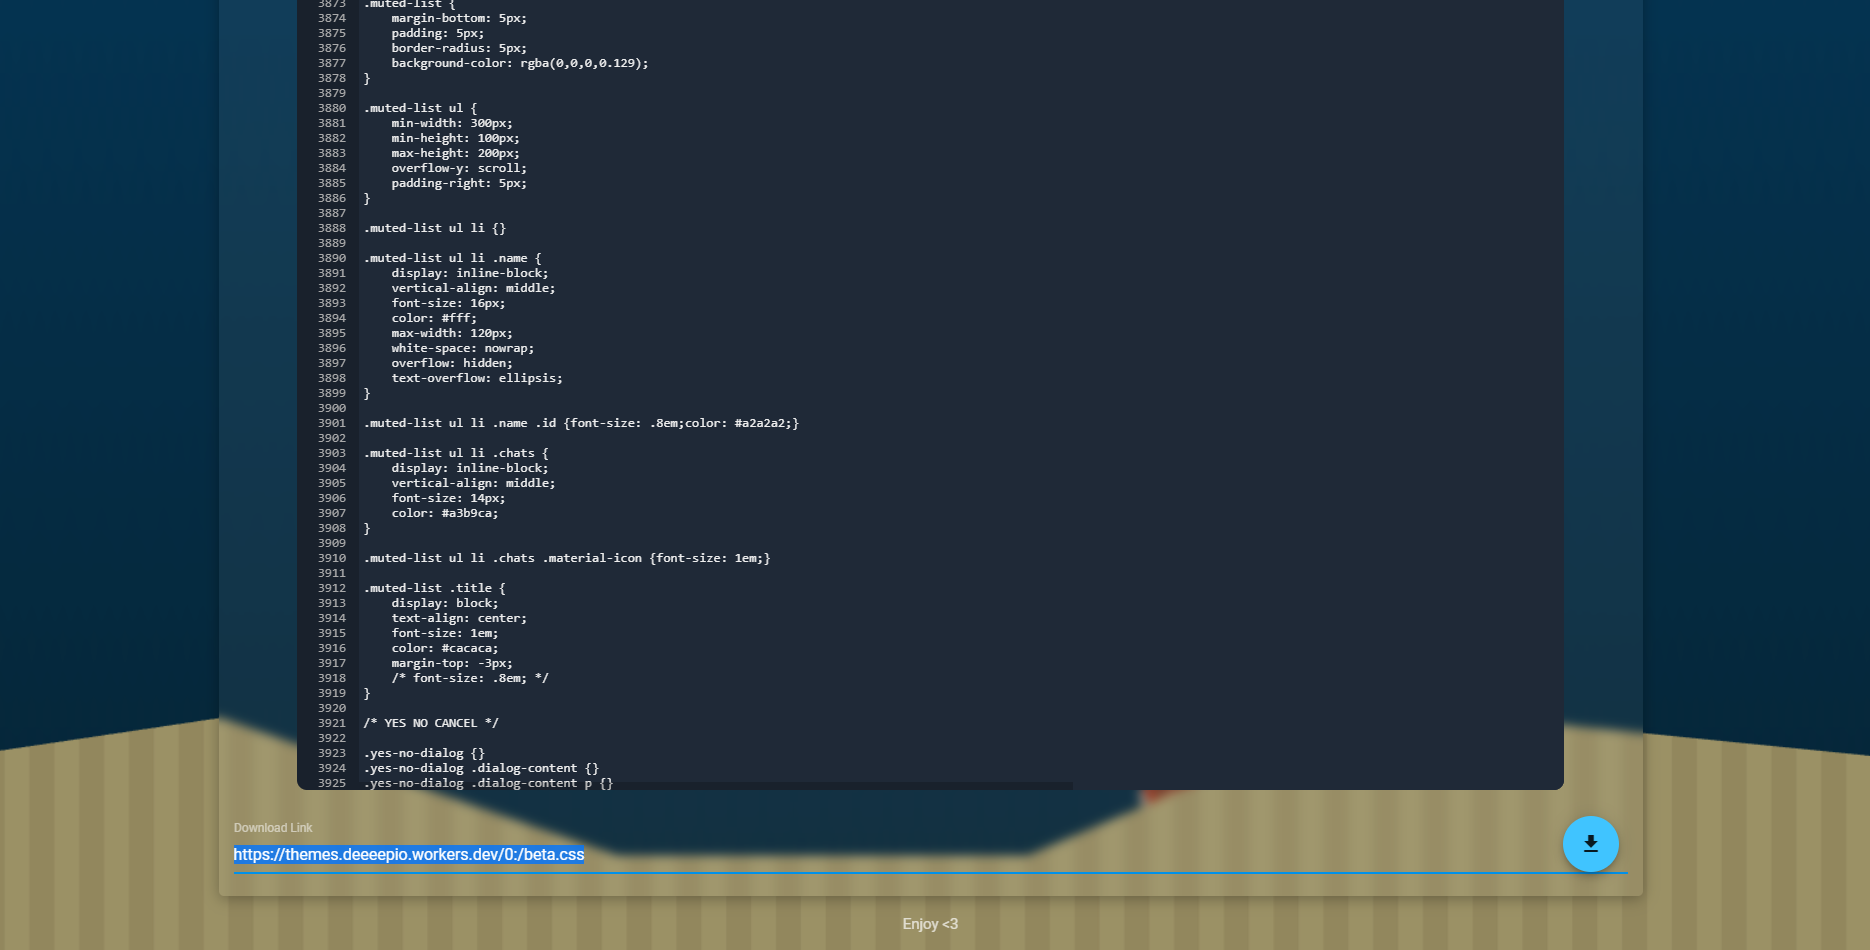 3873 .muted-list {
3874 margin-bottom: 5px;
3875 padding: 5px;
3876 border-radius: 5px;
3877 background-color: rgba(0,0,0,0.129);
3878 }
3879
3880 .muted-list ul {
3881 min-width: 300px;
3882 min-height: 100px;
3883 max-height: 200px;
3884 overflow-y: scroll;
3885 padding-right: 5px;
3886 }
3887
3888 .muted-list ul li {}
3889
3890 .muted-list ul li .name {
3891 display: inline-block;
3892 vertical-align: middle;
3893 font-size: 16px;
3894 color: #fff;
3895 max-width: 120px;
3896 white-space: nowrap;
3897 overflow: hidden;
3898 text-overflow: ellipsis;
3899 }
3900
3901 .muted-list ul li .name .id {font-size: .8em;color: #a2a2a2;}
3902
3903 .muted-list ul li .chats {
3904 display: inline-block;
3905 vertical-align: middle;
3906 font-size: 14px;
3907 color: #a3b9ca;
3908 }
3909
3910 .muted-list ul li .chats .material-icon {font-size: 1em;}
3911
3912 .muted-list .title {
3913 display: block;
3914 text-align: center;
3915 font-size: 1em;
3916 color: #cacaca;
3917 margin-top: -3px;
3918 /* font-size: .8em; */
3919 }
3920
3921 /* YES NO CANCEL */
3922
3923 .yes-no-dialog {}
3924 .yes-no-dialog .dialog-content {}
3925 .yes-no-dialog .dialog-content p {}
Download Link
https://themes.deeeepio.workers.dev/0:/beta.css
Enjoy <3